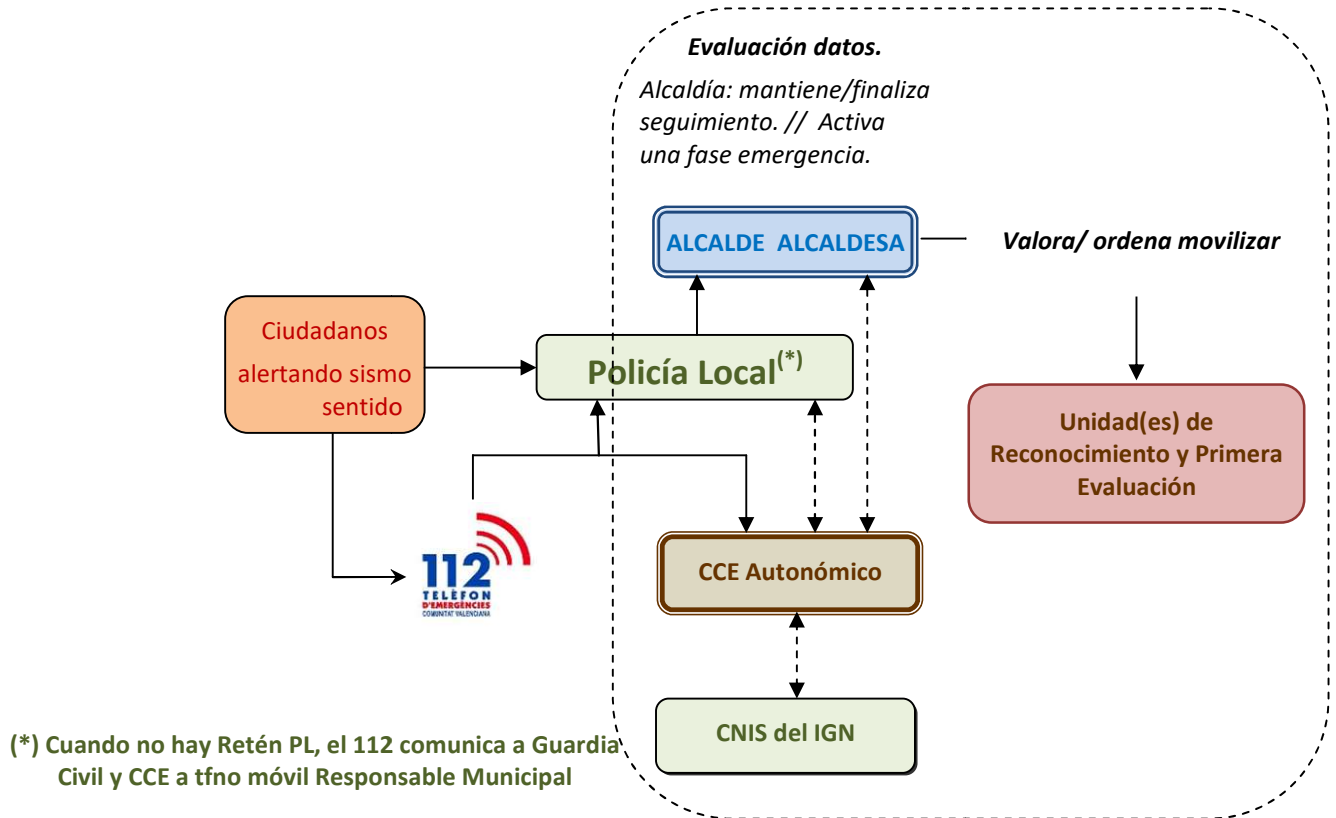 Evaluación datos.
Alcaldía: mantiene/finaliza
seguimiento. // Activa
una fase emergencia.
ALCALDE ALCALDESA
Valora/ ordena movilizar
Ciudadanos
alertando sismo
sentido
Policía Local(*)
Unidad(es) de
Reconocimiento y Primera
Evaluación
112
TELÈFON
D'EMERGÈNCIES
COMUNITAT VALENCIANA
CCE Autonómico
CNIS del IGN
(*) Cuando no hay Retén PL, el 112 comunica a Guardia
Civil y CCE a tfno móvil Responsable Municipal